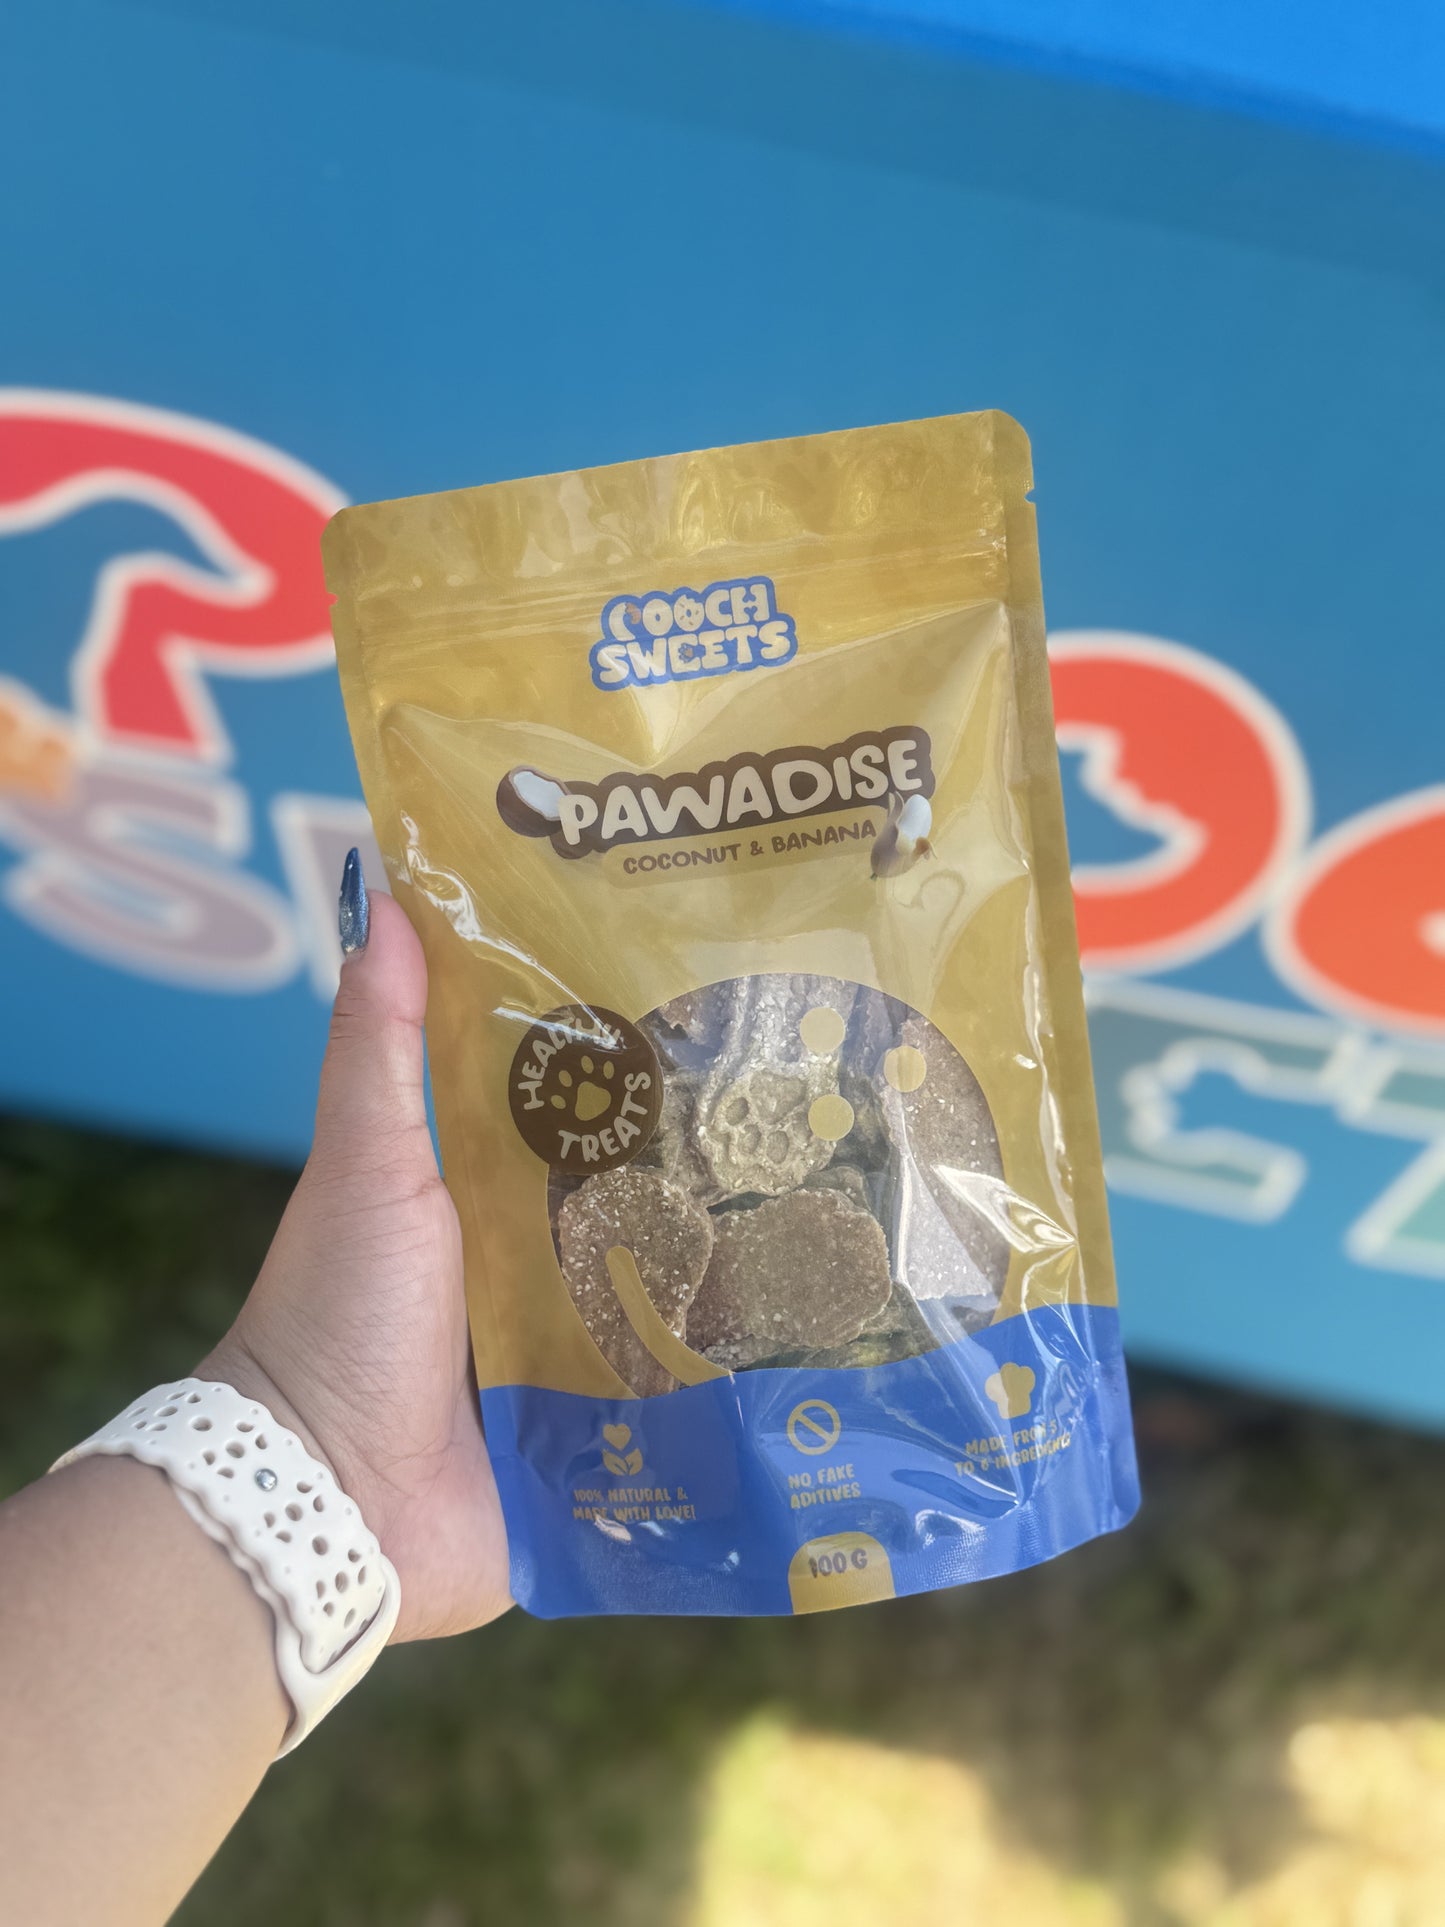 POOCH
SWEETS
PAWADISE
COCONUT & BANANA
HEALTHY
TREATS
100% NATURAL &
MADE WITH LOVE!
NO FAKE
ADITIVES
MADE FROM 5
TO 6 INGREDIENTS
100 G